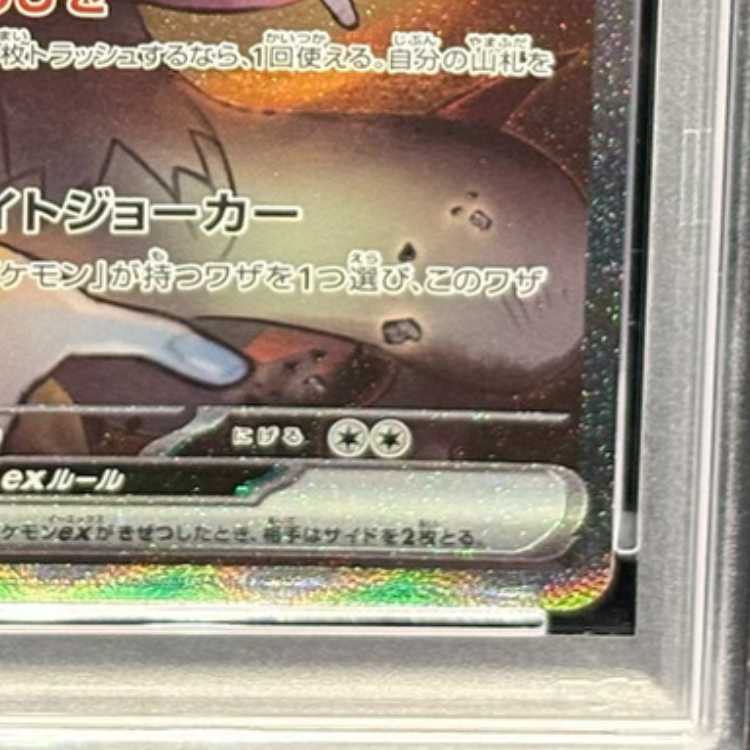 枚トラッシュするなら、1回使える。自分の山札を
イトジョーカー
ケモン」が持つワザを1つ選び、このワザ
にげる
exルール
ケモンexがきぜつしたとき、相手はサイドを2枚とる。